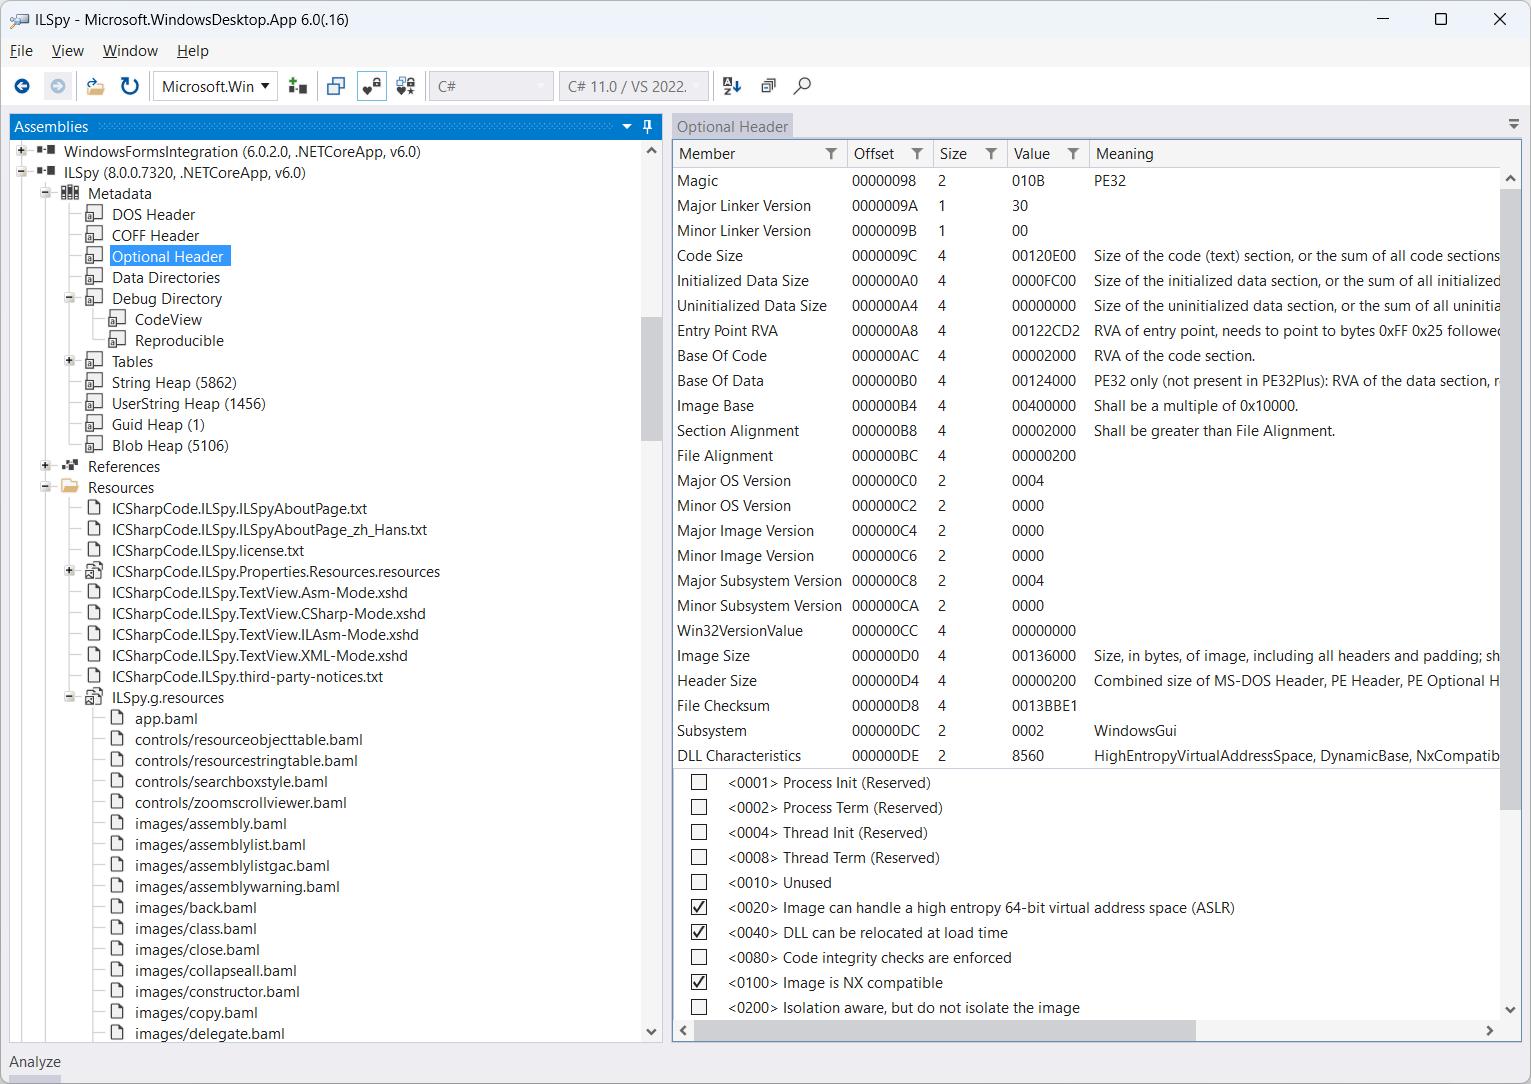 ILSpy - Microsoft.WindowsDesktop.App 6.0(.16)
File View Window Help
Microsoft.Win C# C# 11.0 / VS 2022.
Assemblies
WindowsFormsIntegration (6.0.2.0, .NETCoreApp, v6.0)
ILSpy (8.0.0.7320, .NETCoreApp, v6.0)
Metadata
DOS Header
COFF Header
Optional Header
Data Directories
Debug Directory
CodeView
Reproducible
Tables
String Heap (5862)
UserString Heap (1456)
Guid Heap (1)
Blob Heap (5106)
References
Resources
ICSharpCode.ILSpy.ILSpyAboutPage.txt
ICSharpCode.ILSpy.ILSpyAboutPage_zh_Hans.txt
ICSharpCode.ILSpy.license.txt
ICSharpCode.ILSpy.Properties.Resources.resources
ICSharpCode.ILSpy.TextView.Asm-Mode.xshd
ICSharpCode.ILSpy.TextView.CSharp-Mode.xshd
ICSharpCode.ILSpy.TextView.ILAsm-Mode.xshd
ICSharpCode.ILSpy.TextView.XML-Mode.xshd
ICSharpCode.ILSpy.third-party-notices.txt
ILSpy.g.resources
app.baml
controls/resourceobjecttable.baml
controls/resourcestringtable.baml
controls/searchboxstyle.baml
controls/zoomscrollviewer.baml
images/assembly.baml
images/assemblylist.baml
images/assemblylistgac.baml
images/assemblywarning.baml
images/back.baml
images/class.baml
images/close.baml
images/collapseall.baml
images/constructor.baml
images/copy.baml
images/delegate.baml
Optional Header
Member Offset Size Value Meaning
Magic 00000098 2 010B PE32
Major Linker Version 0000009A 1 30
Minor Linker Version 0000009B 1 00
Code Size 0000009C 4 00120E00 Size of the code (text) section, or the sum of all code sections
Initialized Data Size 000000A0 4 0000FC00 Size of the initialized data section, or the sum of all initialized
Uninitialized Data Size 000000A4 4 00000000 Size of the uninitialized data section, or the sum of all uninitia
Entry Point RVA 000000A8 4 00122CD2 RVA of entry point, needs to point to bytes 0xFF 0x25 followed
Base Of Code 000000AC 4 00002000 RVA of the code section.
Base Of Data 000000B0 4 00124000 PE32 only (not present in PE32Plus): RVA of the data section, r
Image Base 000000B4 4 00400000 Shall be a multiple of 0x10000.
Section Alignment 000000B8 4 00002000 Shall be greater than File Alignment.
File Alignment 000000BC 4 00000200
Major OS Version 000000C0 2 0004
Minor OS Version 000000C2 2 0000
Major Image Version 000000C4 2 0000
Minor Image Version 000000C6 2 0000
Major Subsystem Version 000000C8 2 0004
Minor Subsystem Version 000000CA 2 0000
Win32VersionValue 000000CC 4 00000000
Image Size 000000D0 4 00136000 Size, in bytes, of image, including all headers and padding; sh
Header Size 000000D4 4 00000200 Combined size of MS-DOS Header, PE Header, PE Optional H
File Checksum 000000D8 4 0013BBE1
Subsystem 000000DC 2 0002 WindowsGui
DLL Characteristics 000000DE 2 8560 HighEntropyVirtualAddressSpace, DynamicBase, NxCompatib
<0001> Process Init (Reserved)
<0002> Process Term (Reserved)
<0004> Thread Init (Reserved)
<0008> Thread Term (Reserved)
<0010> Unused
<0020> Image can handle a high entropy 64-bit virtual address space (ASLR)
<0040> DLL can be relocated at load time
<0080> Code integrity checks are enforced
<0100> Image is NX compatible
<0200> Isolation aware, but do not isolate the image
Analyze